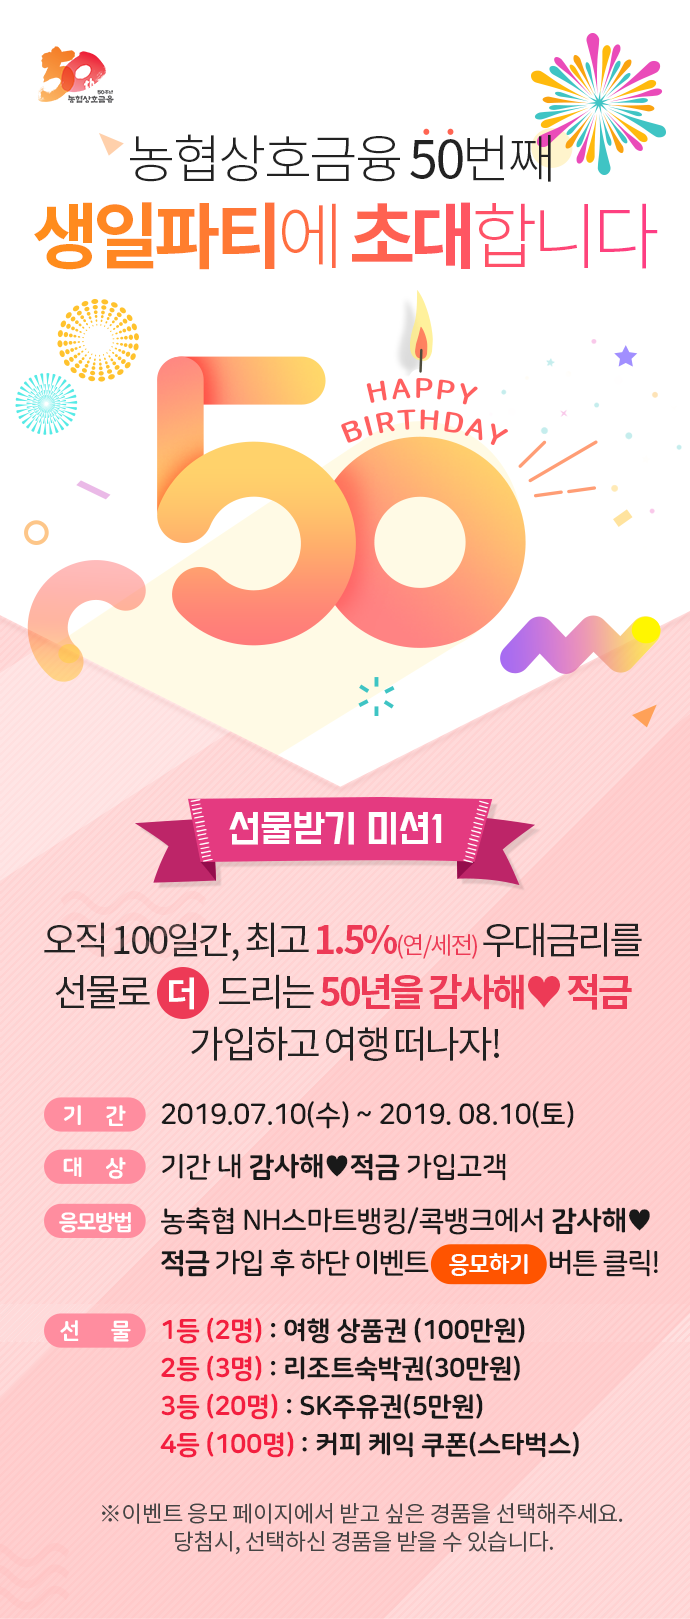 50th
50주년
농협상호금융
농협상호금융 50번째
생일파티에 초대합니다
HAPPY
BIRTHDAY
50
선물받기 미션1
오직 100일간, 최고 1.5%(연/세전) 우대금리를
선물로 더 드리는 50년을 감사해♥ 적금
가입하고 여행 떠나자!
기 간 2019.07.10(수) ~ 2019. 08.10(토)
대 상 기간 내 감사해♥적금 가입고객
응모방법 농축협 NH스마트뱅킹/콕뱅크에서 감사해♥
적금 가입 후 하단 이벤트 응모하기 버튼 클릭!
선 물 1등 (2명) : 여행 상품권 (100만원)
2등 (3명) : 리조트숙박권(30만원)
3등 (20명) : SK주유권(5만원)
4등 (100명) : 커피 케익 쿠폰(스타벅스)
※이벤트 응모 페이지에서 받고 싶은 경품을 선택해주세요.
당첨시, 선택하신 경품을 받을 수 있습니다.